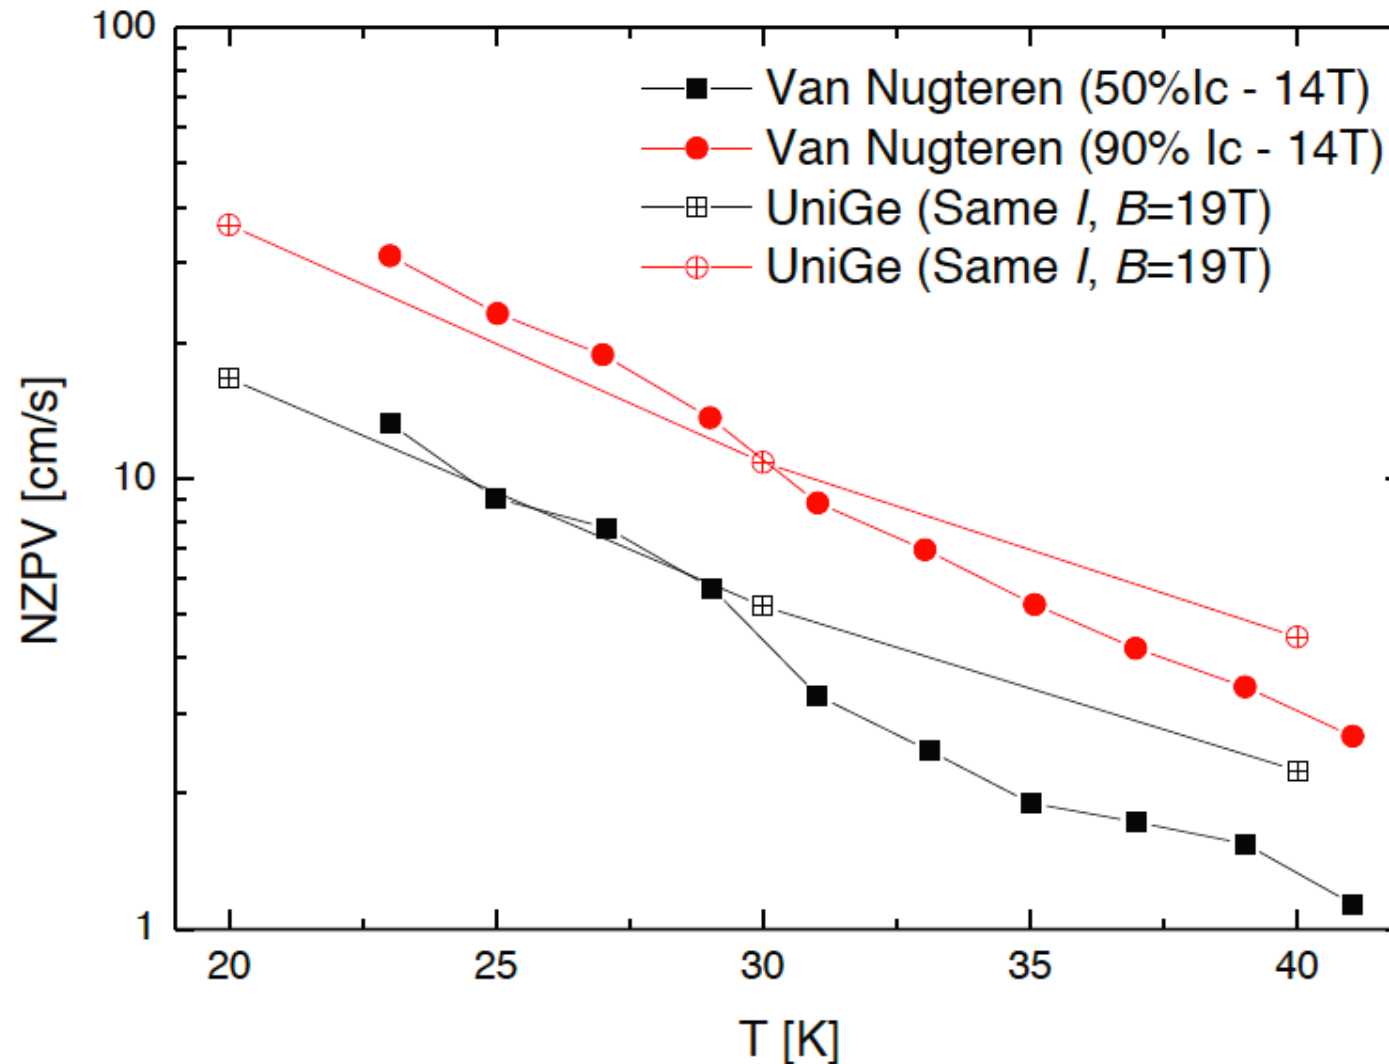 100
Van Nugteren (50%Ic - 14T)
Van Nugteren (90% Ic - 14T)
UniGe (Same I, B=19T)
UniGe (Same I, B=19T)
NZPV [cm/s]
10
1
20 25 30 35 40
T [K]